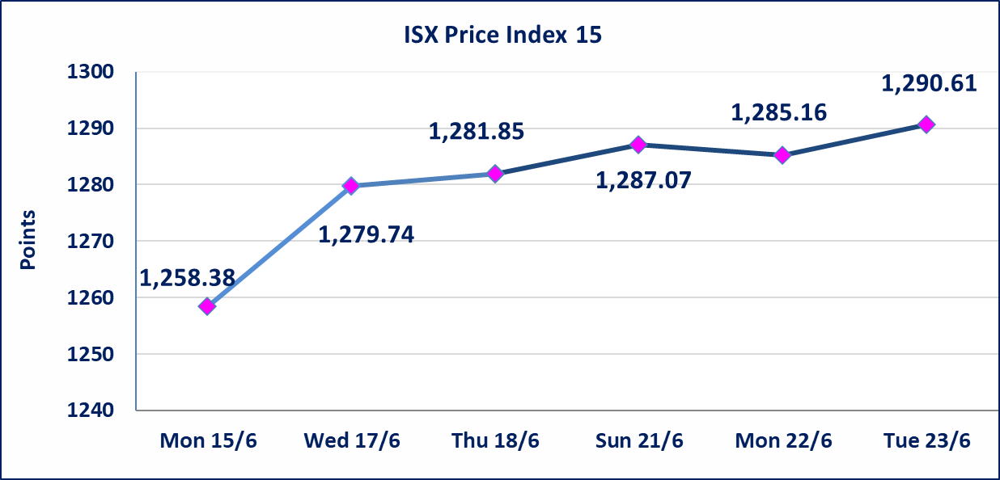 ISX Price Index 15
Points
1300
1290
1280
1270
1260
1250
1240
1,258.38
1,279.74
1,281.85
1,287.07
1,285.16
1,290.61
Mon 15/6
Wed 17/6
Thu 18/6
Sun 21/6
Mon 22/6
Tue 23/6